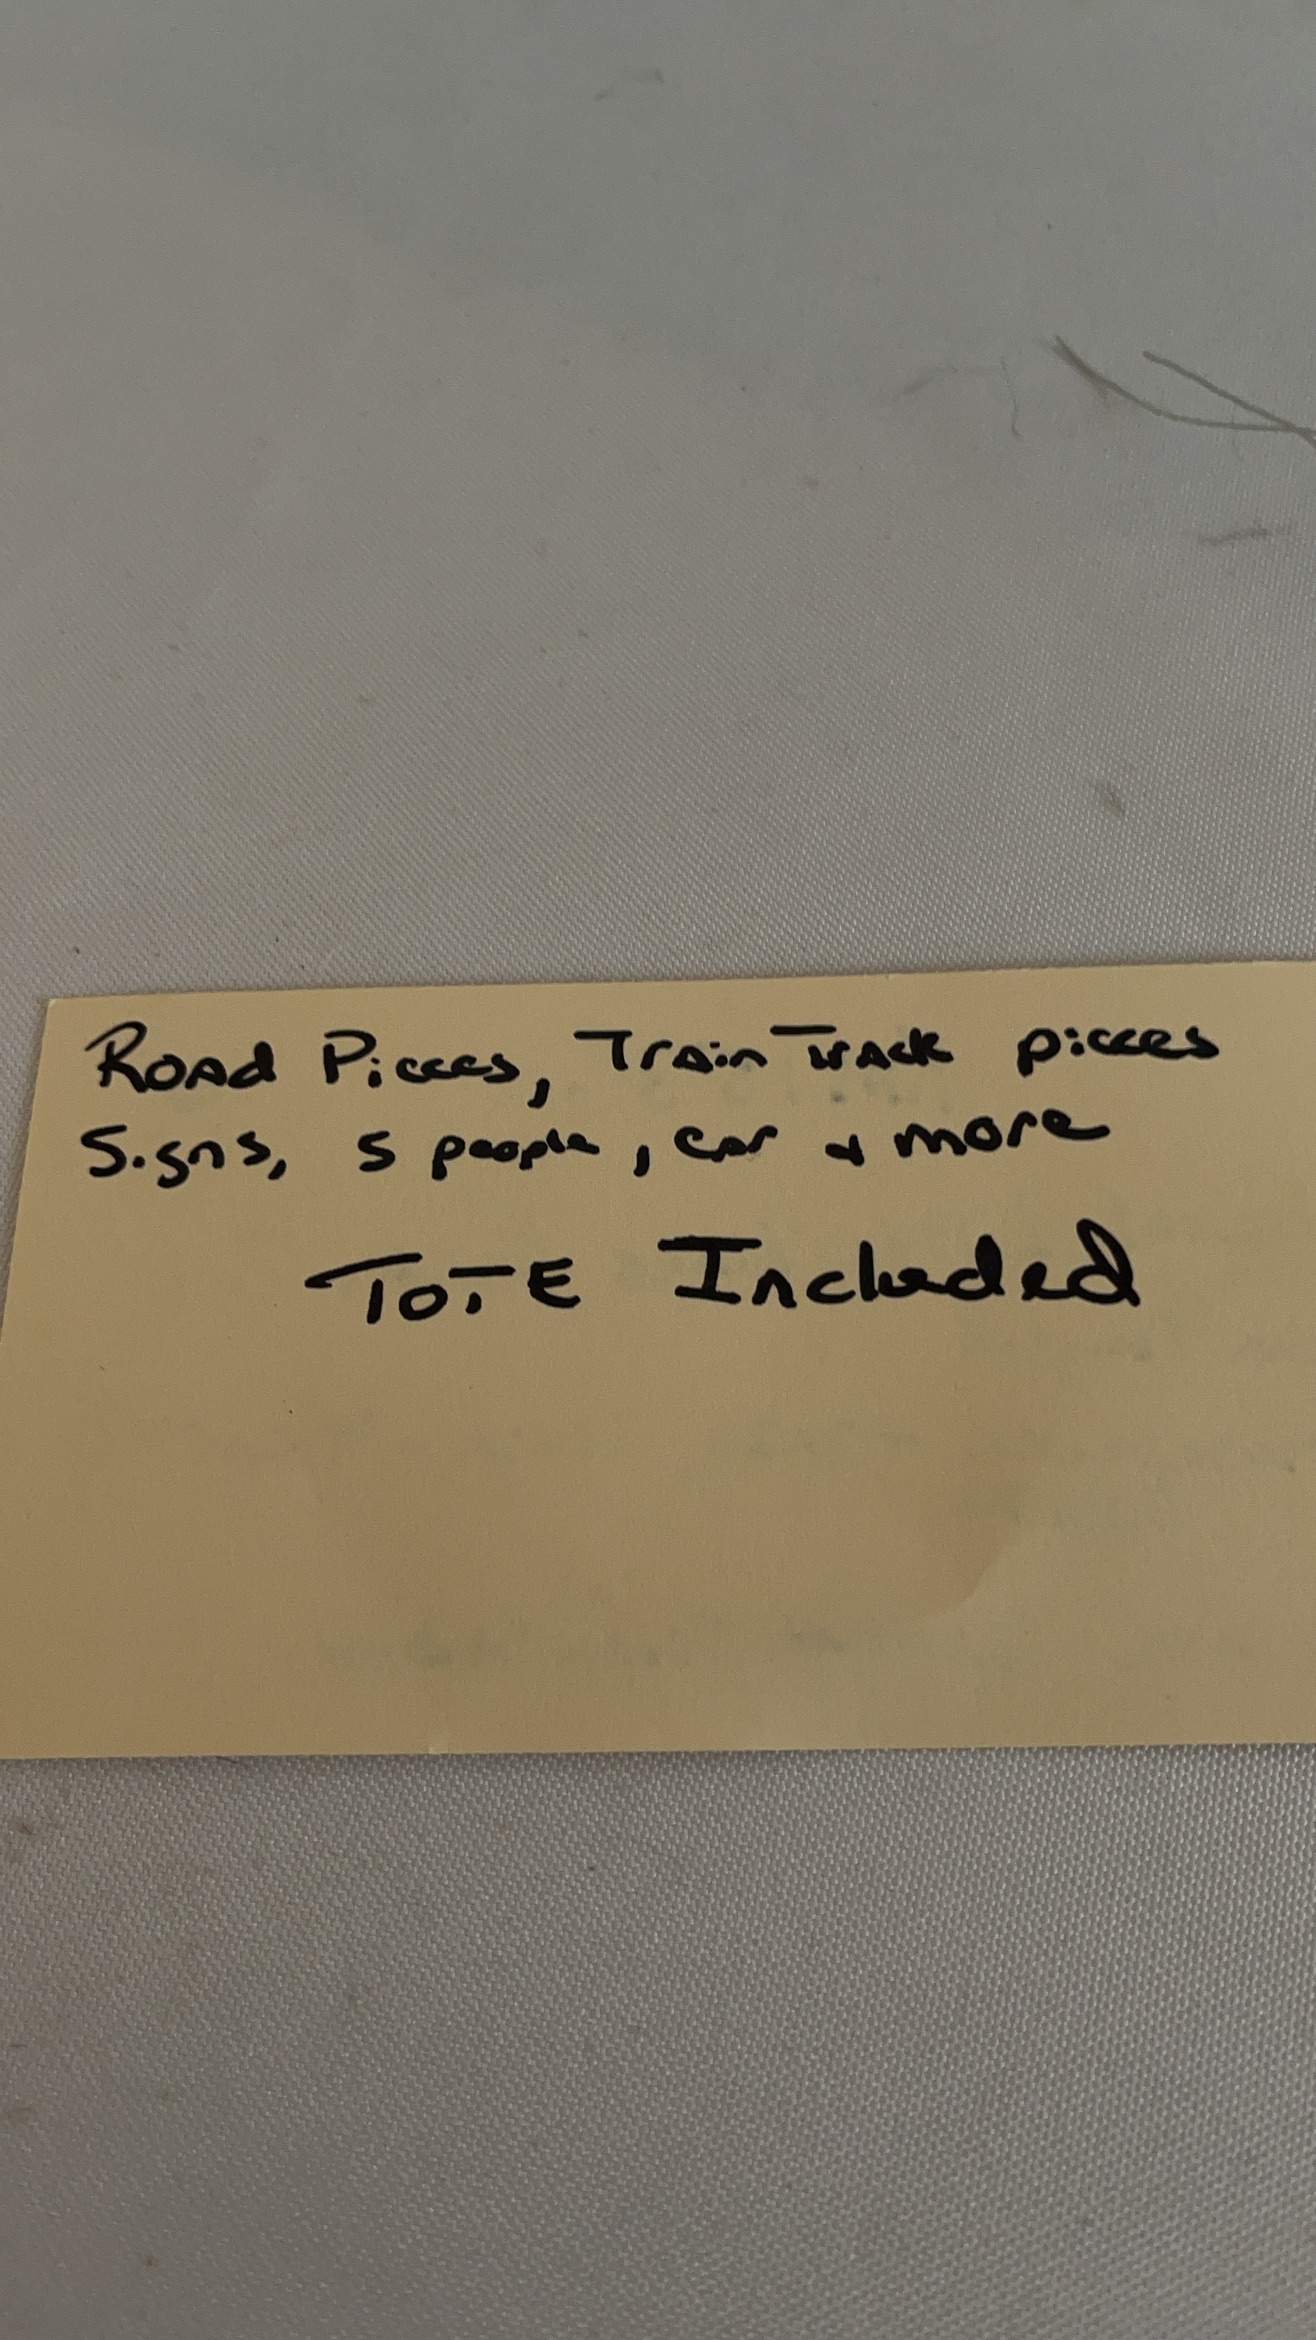 Road Pieces, Train Track pieces
Signs, 5 people, car & more
TOTE Included